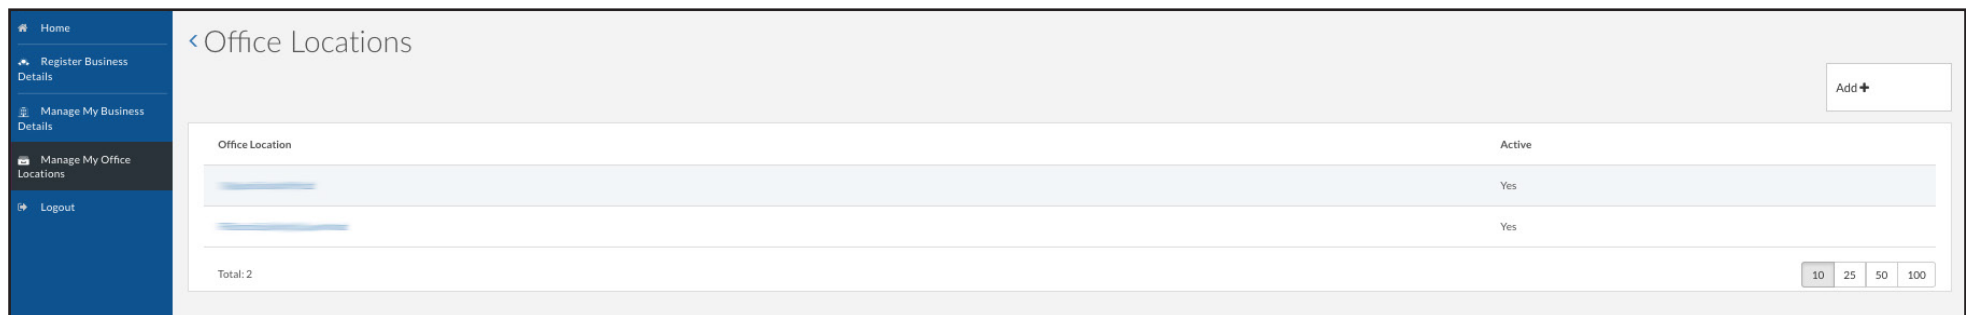 Home
Register Business
Details
Manage My Business
Details
Manage My Office
Locations
Logout
Office Locations
Add
Office Location Active
Yes
Yes
Total: 2 10 25 50 100